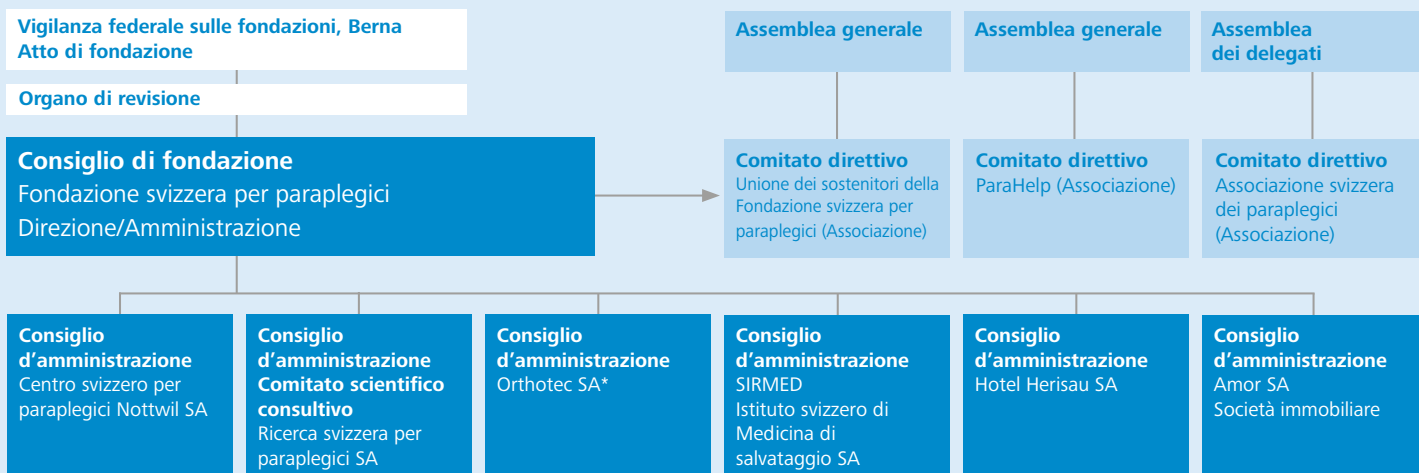 Vigilanza federale sulle fondazioni, Berna
Atto di fondazione
Organo di revisione
Consiglio di fondazione
Fondazione svizzera per paraplegici
Direzione/Amministrazione
Assemblea generale
Assemblea generale
Assemblea
dei delegati
Comitato direttivo
Unione dei sostenitori della
Fondazione svizzera per
paraplegici (Associazione)
Comitato direttivo
ParaHelp (Associazione)
Comitato direttivo
Associazione svizzera
dei paraplegici
(Associazione)
Consiglio
d’amministrazione
Centro svizzero per
paraplegici Nottwil SA
Consiglio
d’amministrazione
Comitato scientifico
consultivo
Ricerca svizzera per
paraplegici SA
Consiglio
d’amministrazione
Orthotec SA*
Consiglio
d’amministrazione
SIRMED
Istituto svizzero di
Medicina di
salvataggio SA
Consiglio
d’amministrazione
Hotel Herisau SA
Consiglio
d’amministrazione
Amor SA
Società immobiliare